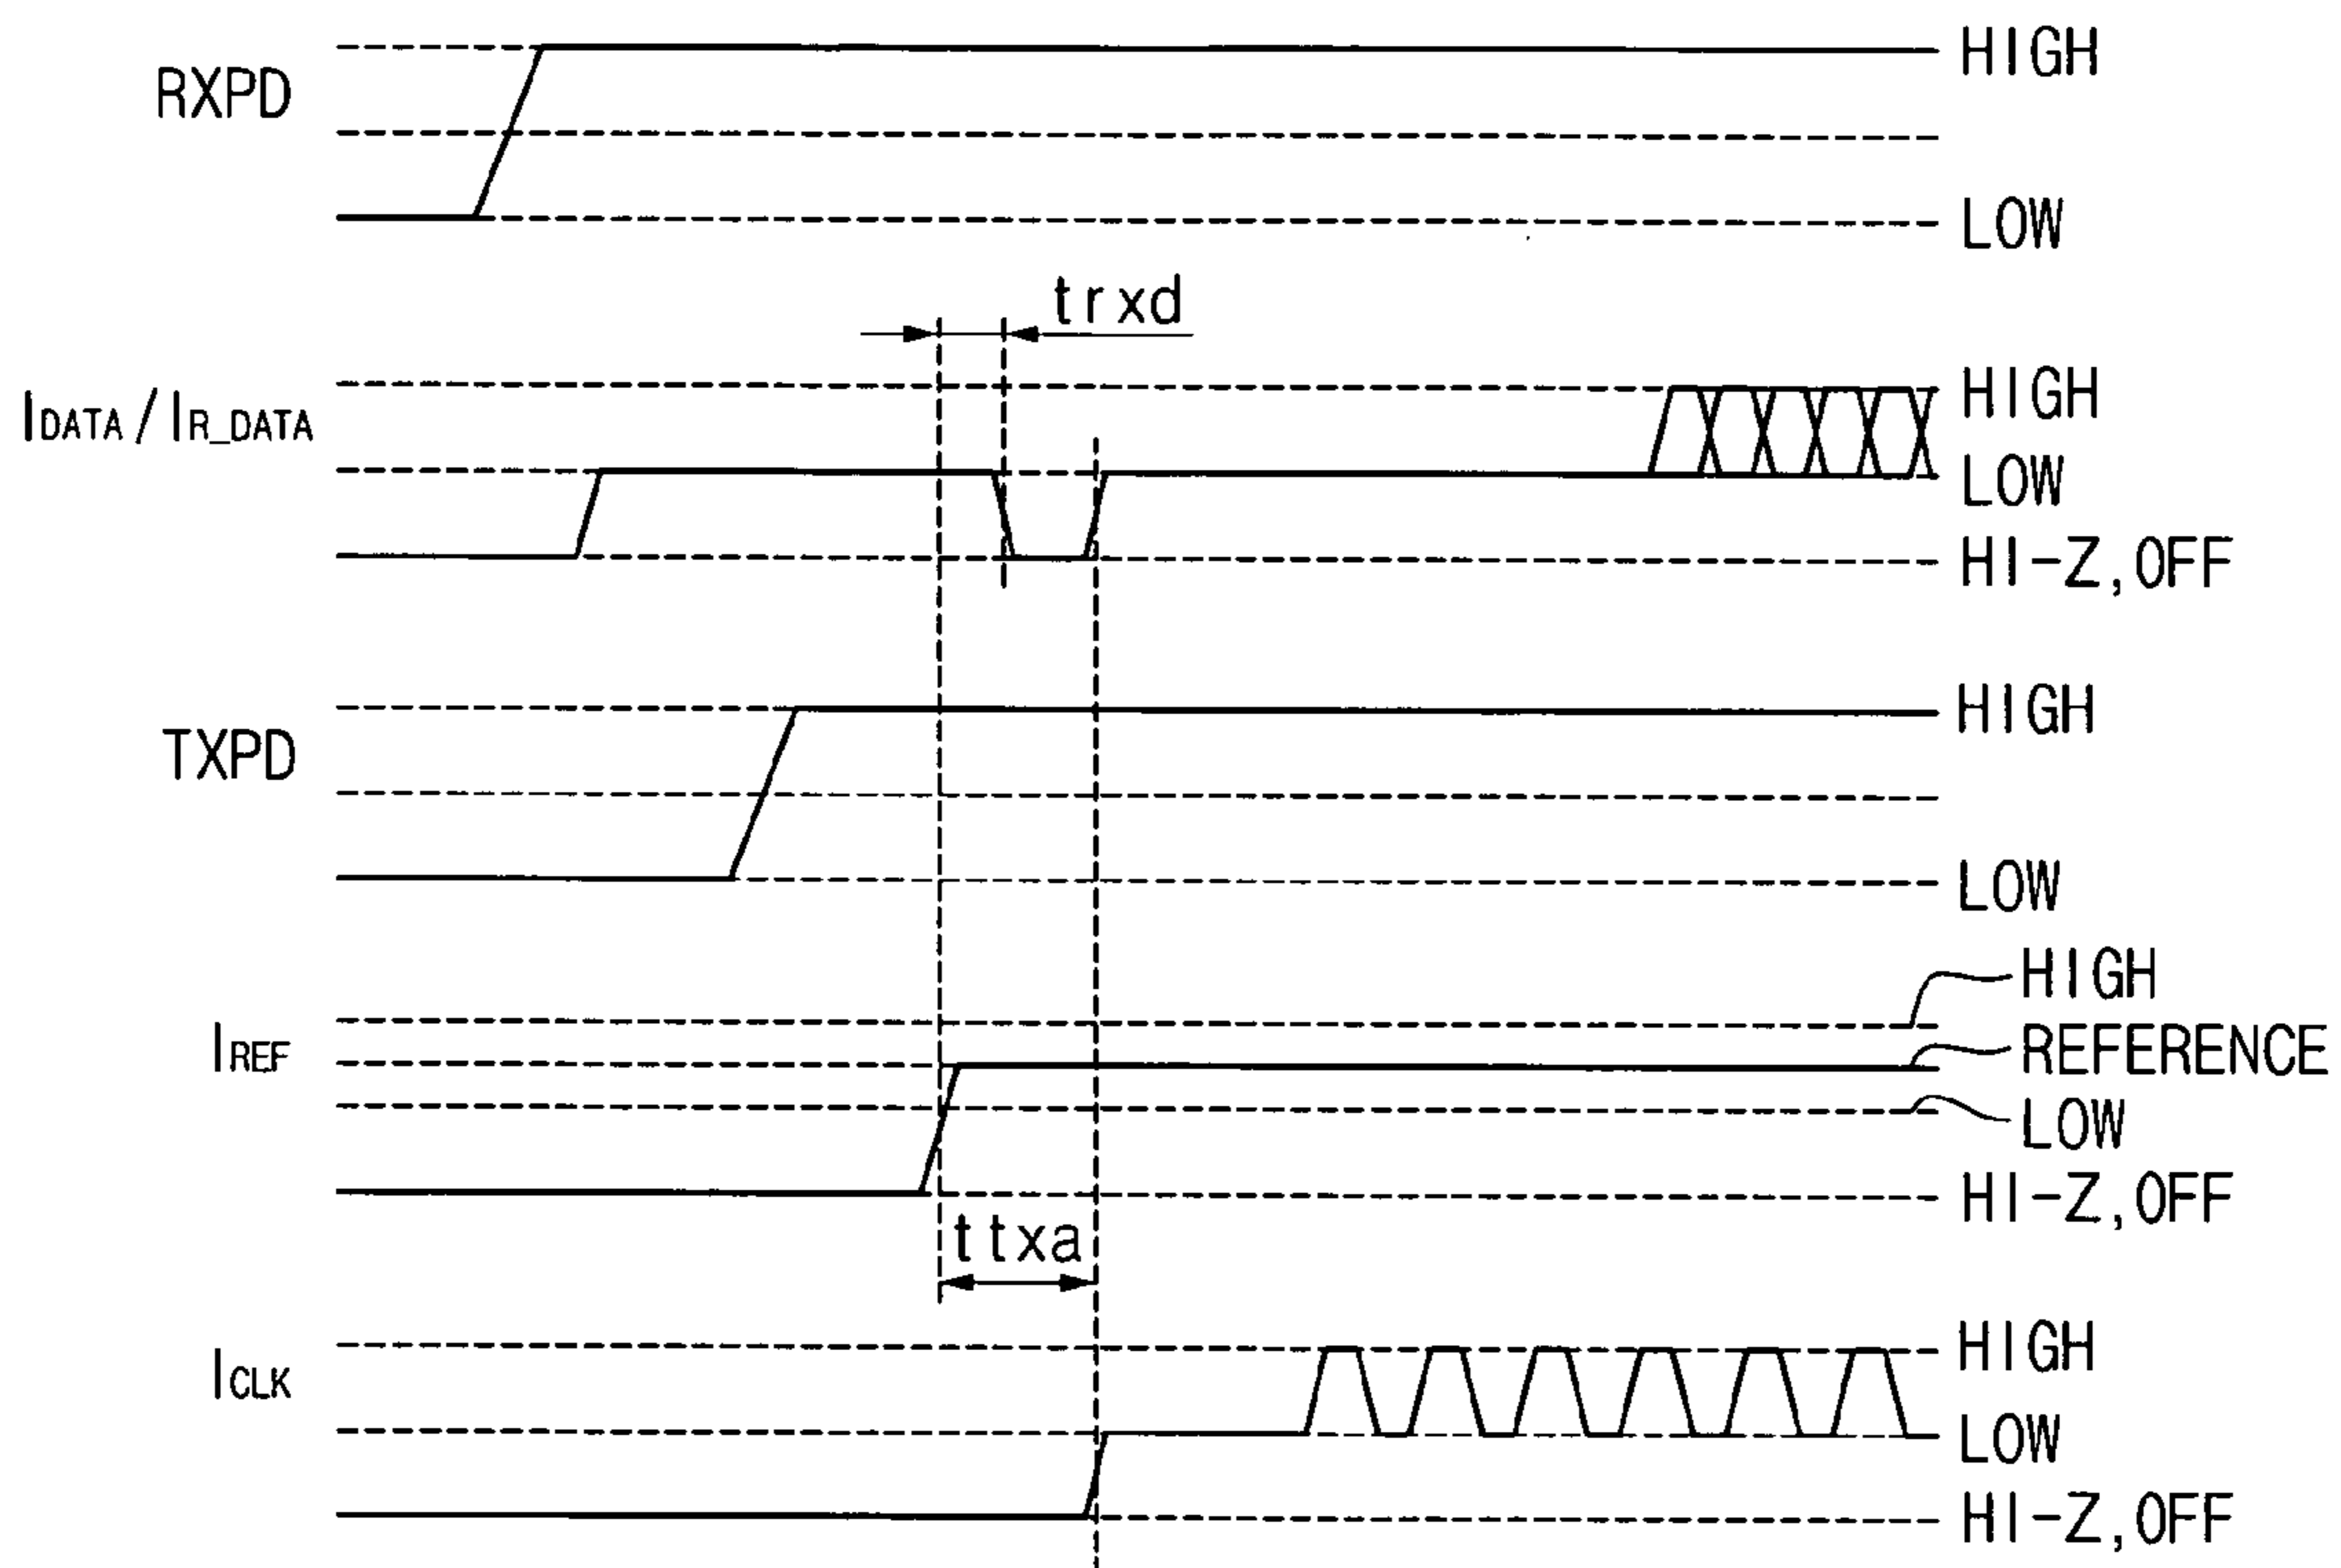 RXPD
HIGH
LOW
trxd
IDATA/IR_DATA
HIGH
LOW
HI-Z,OFF
TXPD
HIGH
LOW
IREF
HIGH
REFERENCE
LOW
HI-Z,OFF
ttxa
ICLK
HIGH
LOW
HI-Z,OFF